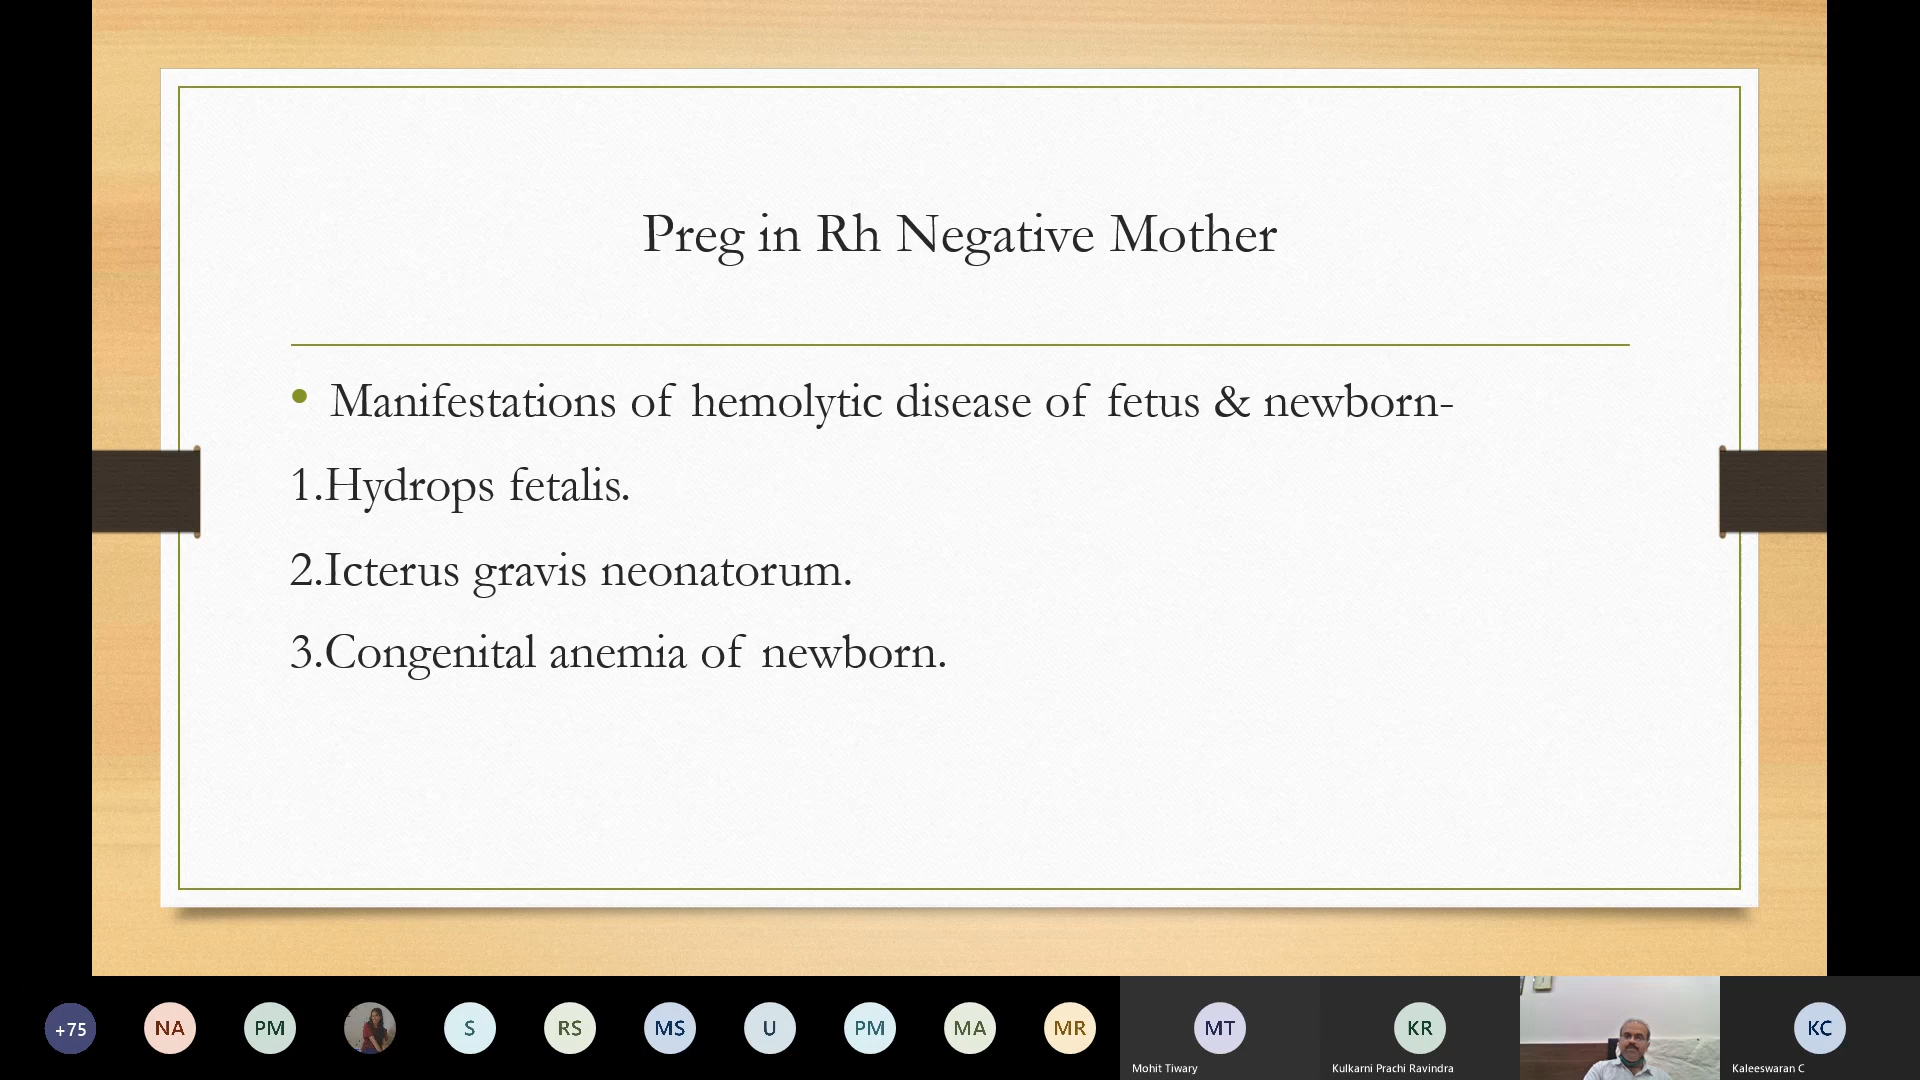 Preg in Rh Negative Mother
• Manifestations of hemolytic disease of fetus & newborn-
1.Hydrops fetalis.
2.Icterus gravis neonatorum.
3.Congenital anemia of newborn.
+75
NA
PM
S
RS
MS
U
PM
MA
MR
MT
KR
KC
Mohit Tiwary
Kulkarni Prachi Ravindra
Kaleeswaran C